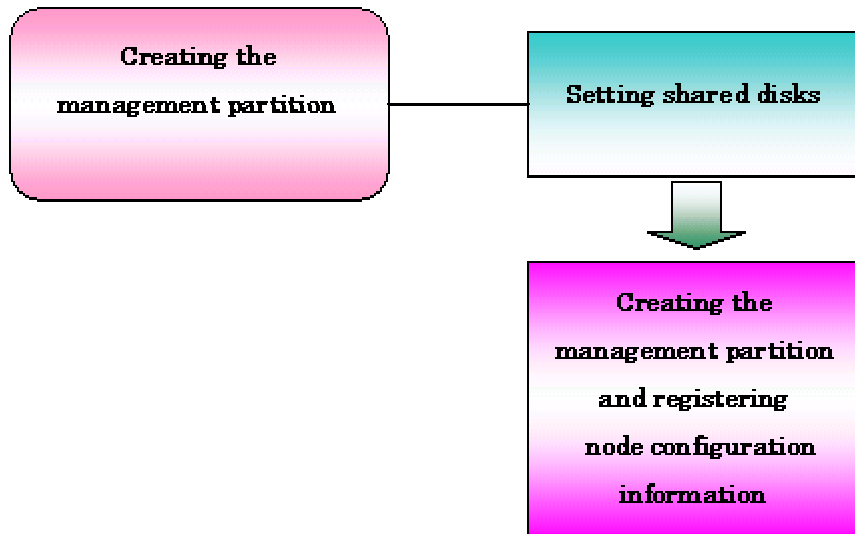 Creating the
management partition
Setting shared disks
Creating the
management partition
and registering
node configuration
information